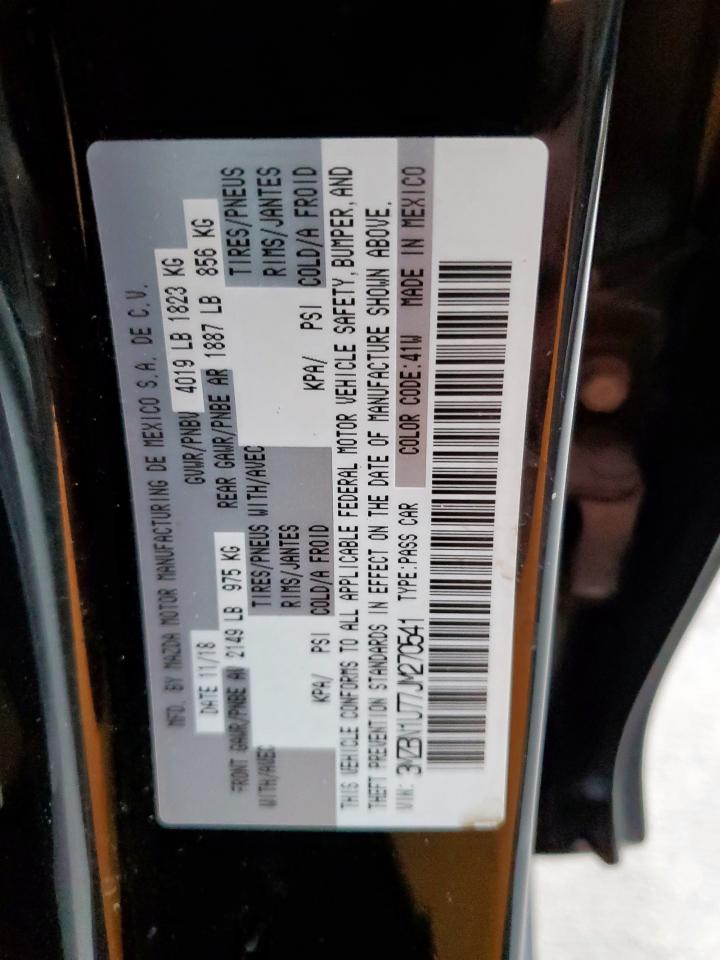 MFD. BY MAZDA MOTOR MANUFACTURING DE MEXICO S.A. DE C.V.
DATE 11/18 GVWR/PNBV 4019 LB 1823 KG
FRONT GAWR/PNBE AV 2149 LB 975 KG REAR GAWR/PNBE AR 1887 LB 856 KG
WITH/AVEC TIRES/PNEUS WITH/AVEC TIRES/PNEUS
RIMS/JANTES RIMS/JANTES
KPA/ PSI COLD/A FROID KPA/ PSI COLD/A FROID
THIS VEHICLE CONFORMS TO ALL APPLICABLE FEDERAL MOTOR VEHICLE SAFETY, BUMPER, AND
THEFT PREVENTION STANDARDS IN EFFECT ON THE DATE OF MANUFACTURE SHOWN ABOVE.
VIN: 3MZBN1U77JM270541 TYPE:PASS CAR COLOR CODE:41W MADE IN MEXICO